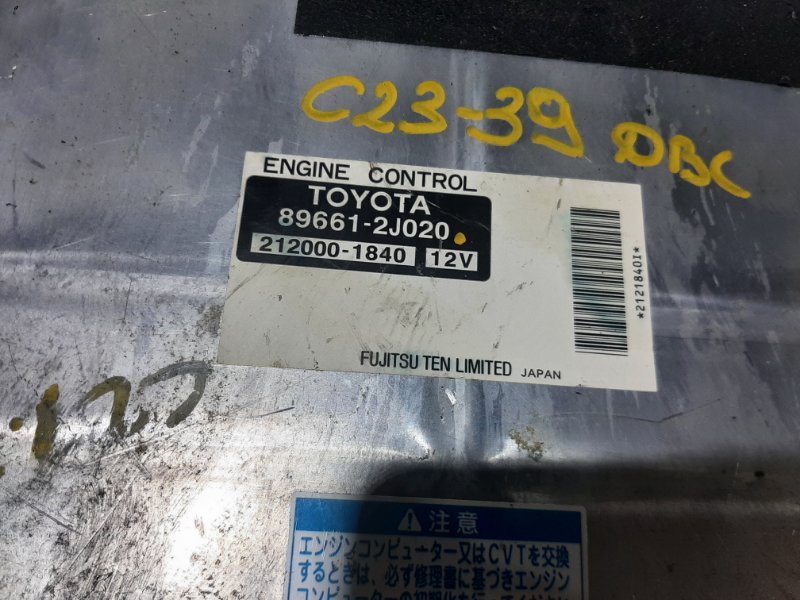 C23-39 DBC
ENGINE CONTROL
TOYOTA
89661-2J020
212000-1840 12V
*2121840I*
FUJITSU TEN LIMITED JAPAN
注意
エンジンコンピューター又はCVTを交換
するときは、必ず修理書に基づきエンジン